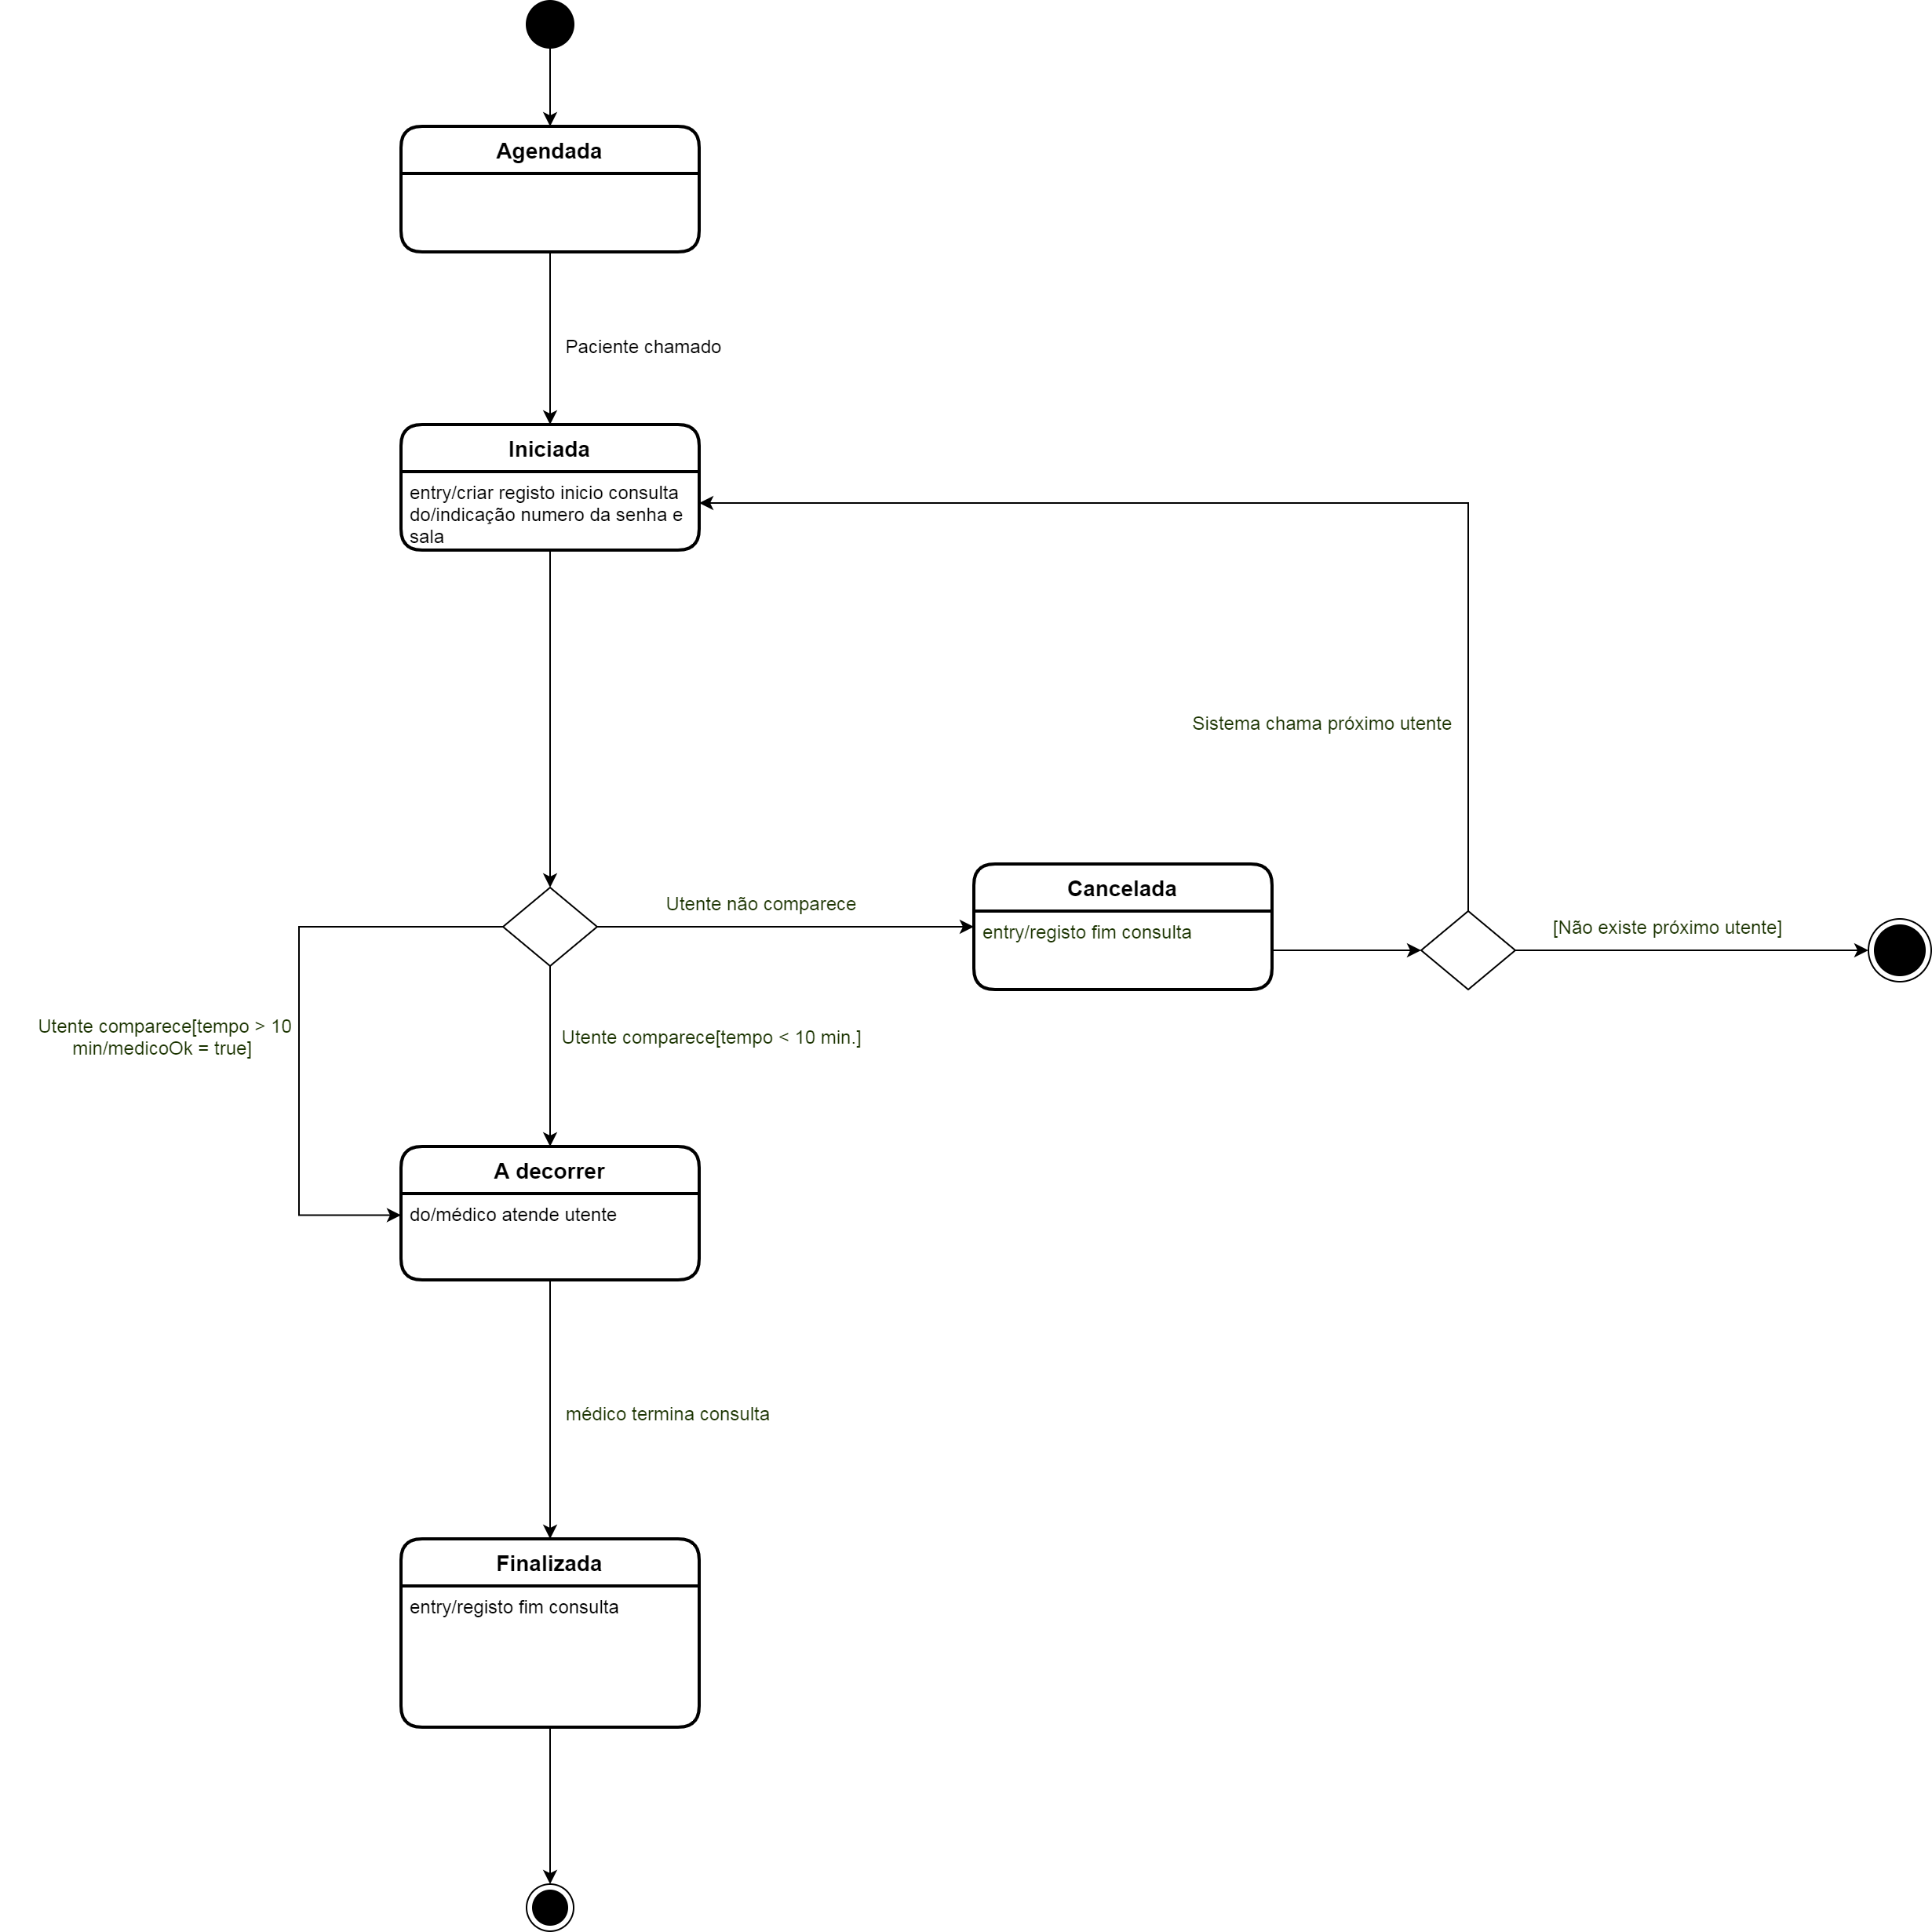 Agendada
Paciente chamado
Iniciada
entry/criar registo inicio consulta
do/indicação numero da senha e
sala
Sistema chama próximo utente
Utente não comparece
Cancelada
entry/registo fim consulta
[Não existe próximo utente]
Utente comparece[tempo > 10
min/medicoOk = true]
Utente comparece[tempo < 10 min.]
A decorrer
do/médico atende utente
médico termina consulta
Finalizada
entry/registo fim consulta